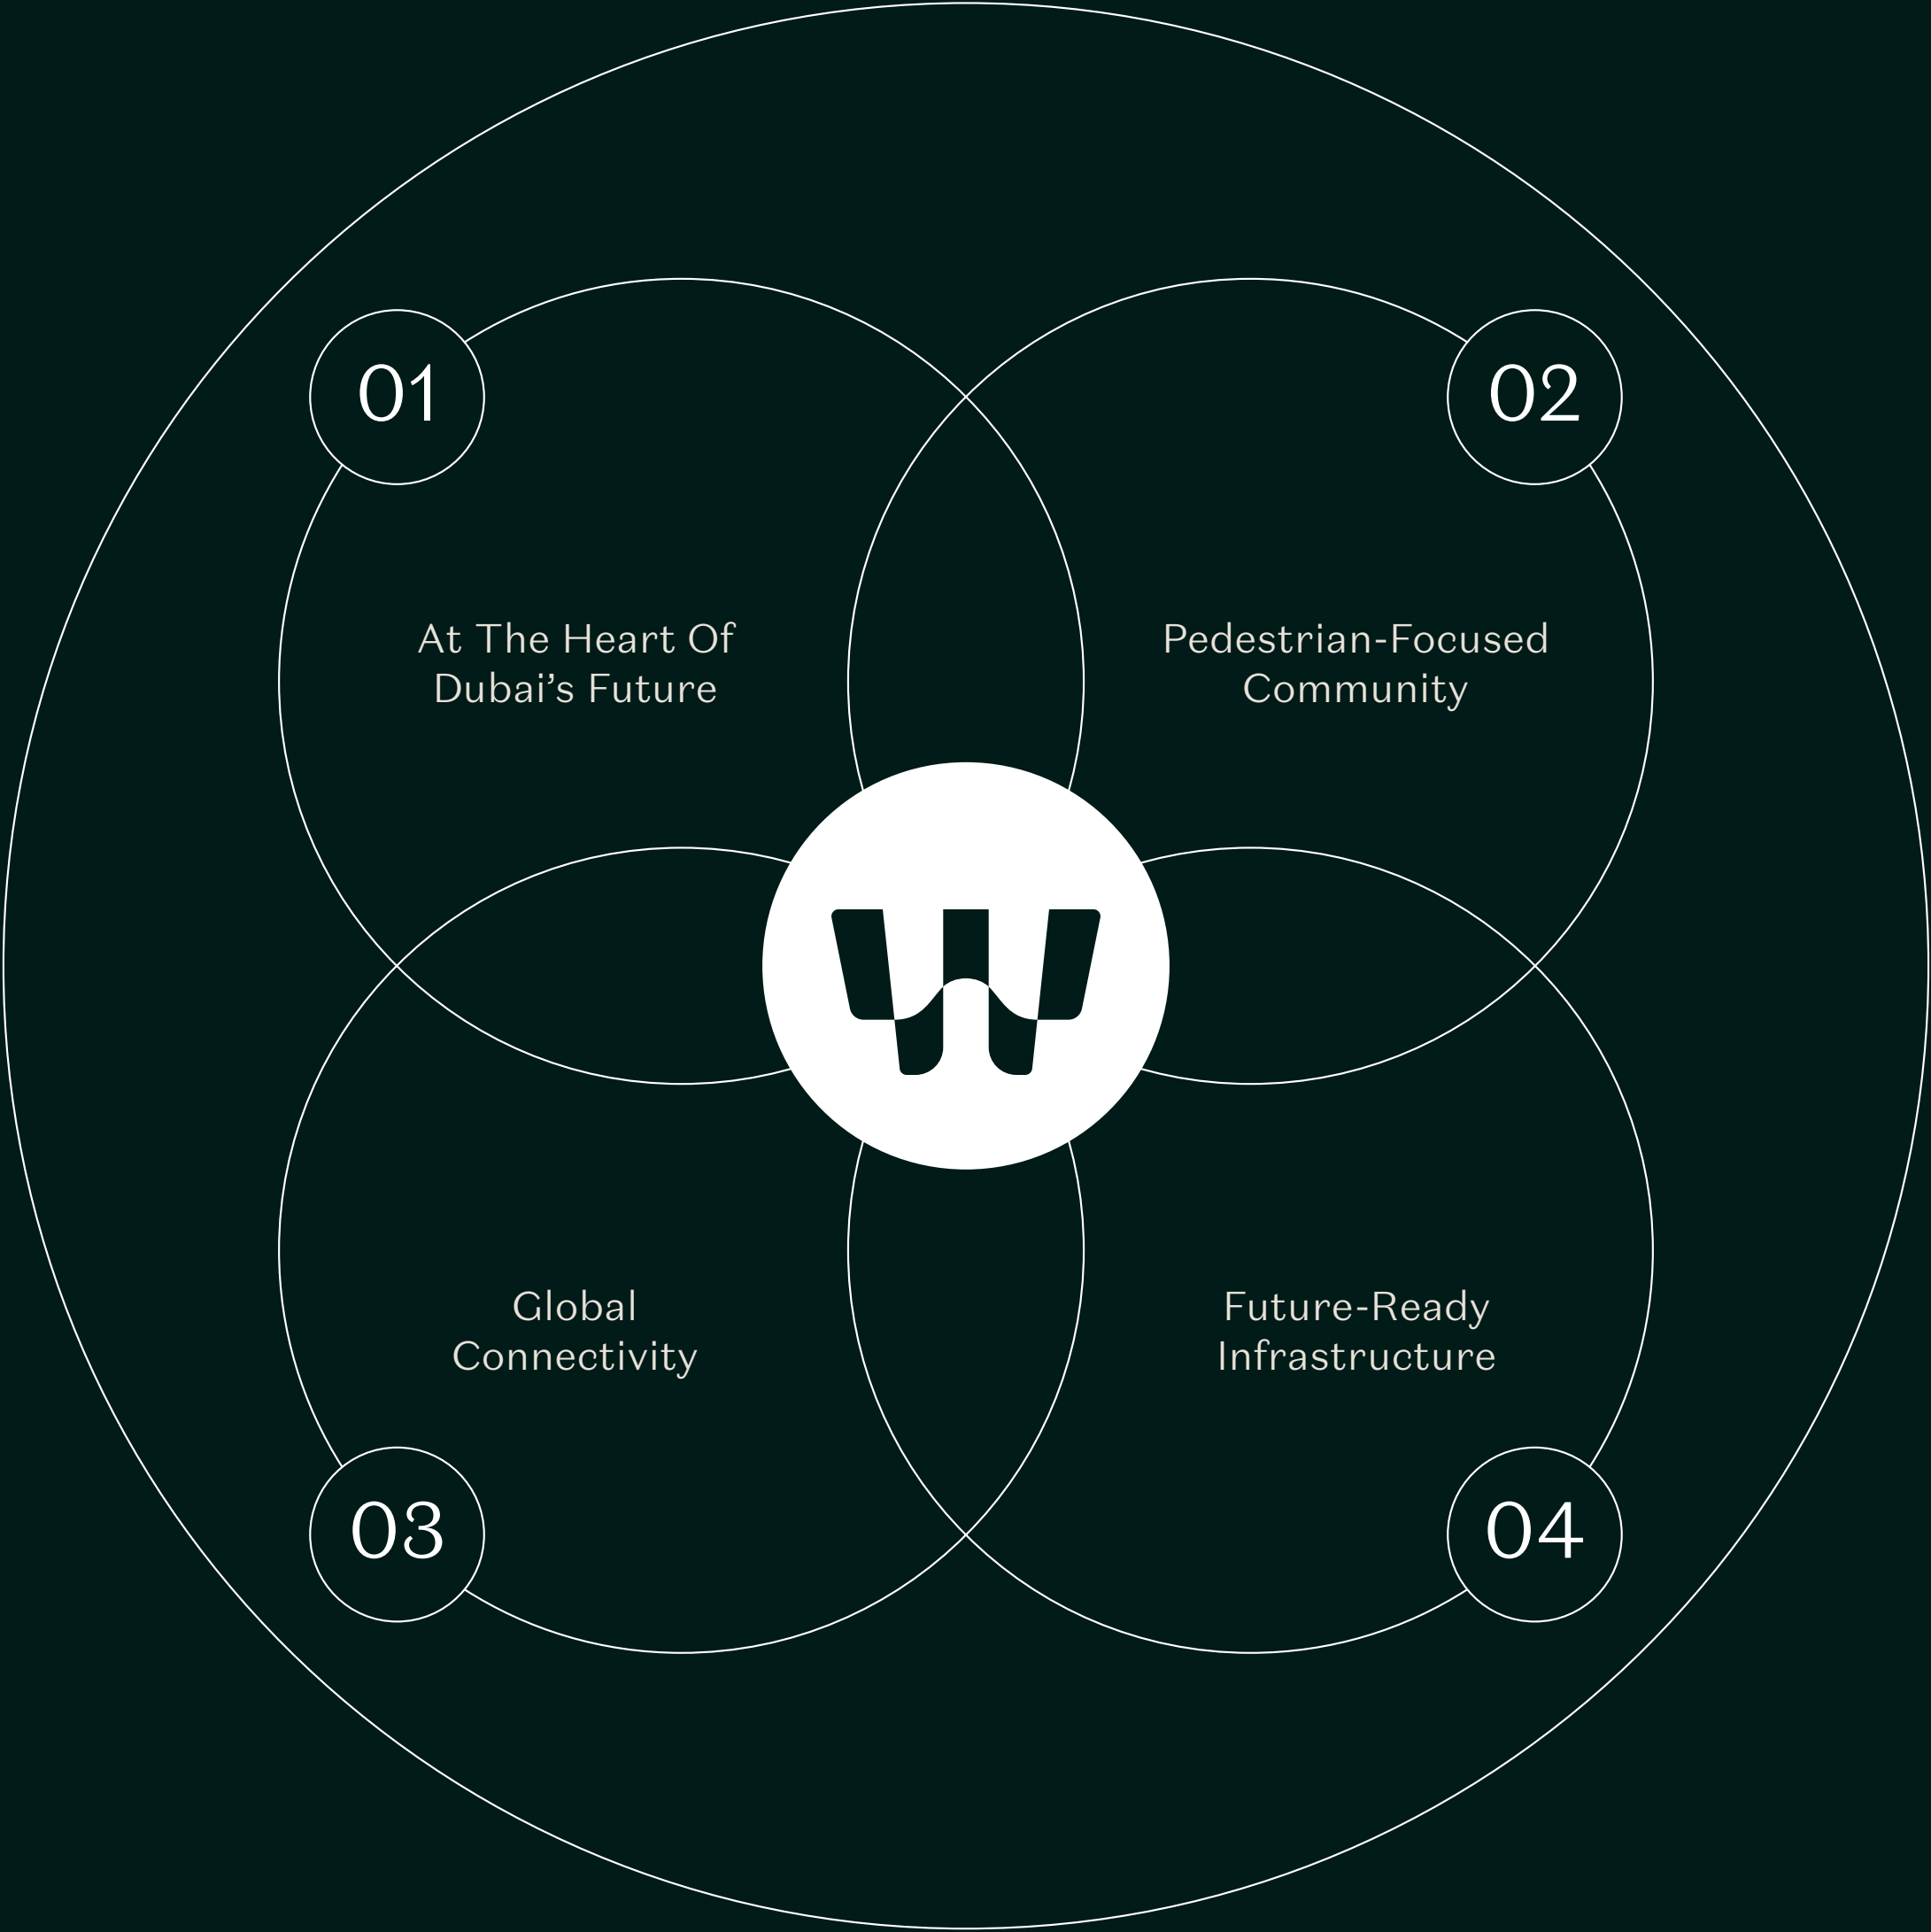 01
At The Heart Of
Dubai’s Future
02
Pedestrian-Focused
Community
W
03
Global
Connectivity
04
Future-Ready
Infrastructure